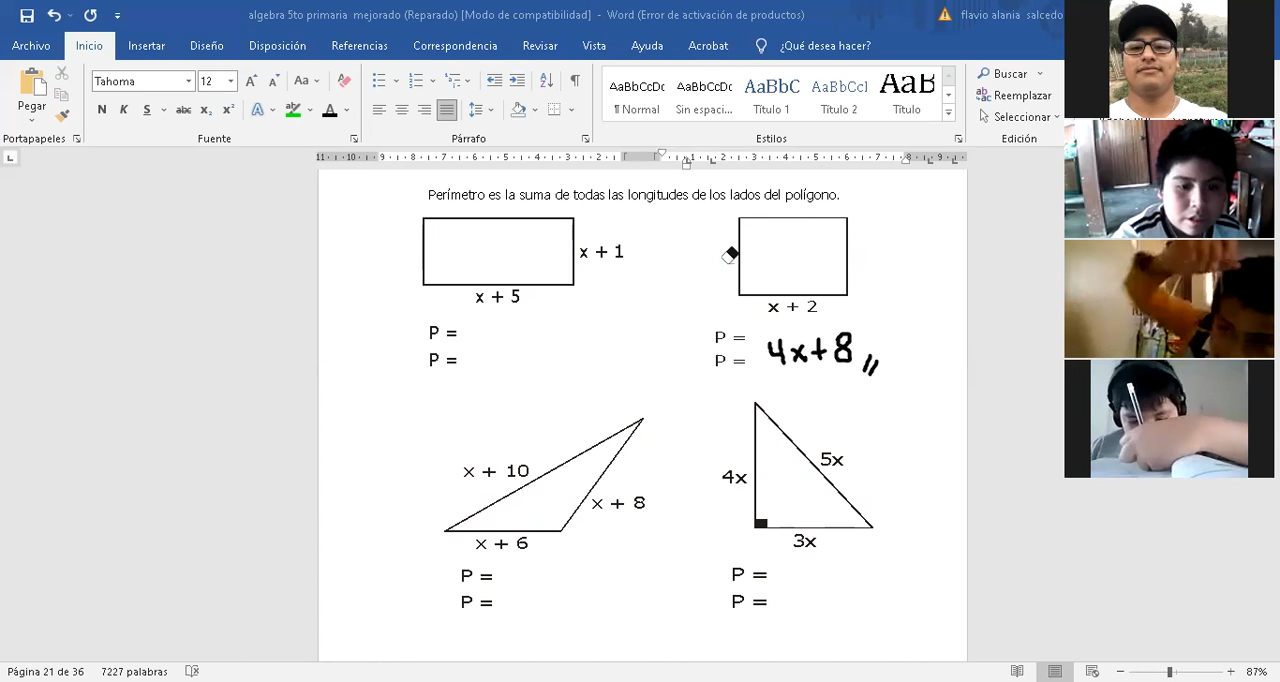 algebra 5to primaria mejorado (Reparado) [Modo de compatibilidad] - Word (Error de activación de productos)
flavio alania salcedo
Archivo Inicio Insertar Diseño Disposición Referencias Correspondencia Revisar Vista Ayuda Acrobat ¿Qué desea hacer?
Pegar
Tahoma 12
N K S abc x₂ x²
AaBbCcDc AaBbCcDc AaBbC AaBbCcI AaB
¶ Normal Sin espaci... Título 1 Título 2 Título
Buscar
Reemplazar
Seleccionar
Portapapeles Fuente Párrafo Estilos Edición
Perímetro es la suma de todas las longitudes de los lados del polígono.
x + 1
x + 5
x + 2
P =
P =
P =
P = 4x+8
x + 10
x + 8
x + 6
4x
5x
3x
P =
P =
P =
P =
Página 21 de 36 7227 palabras 87%